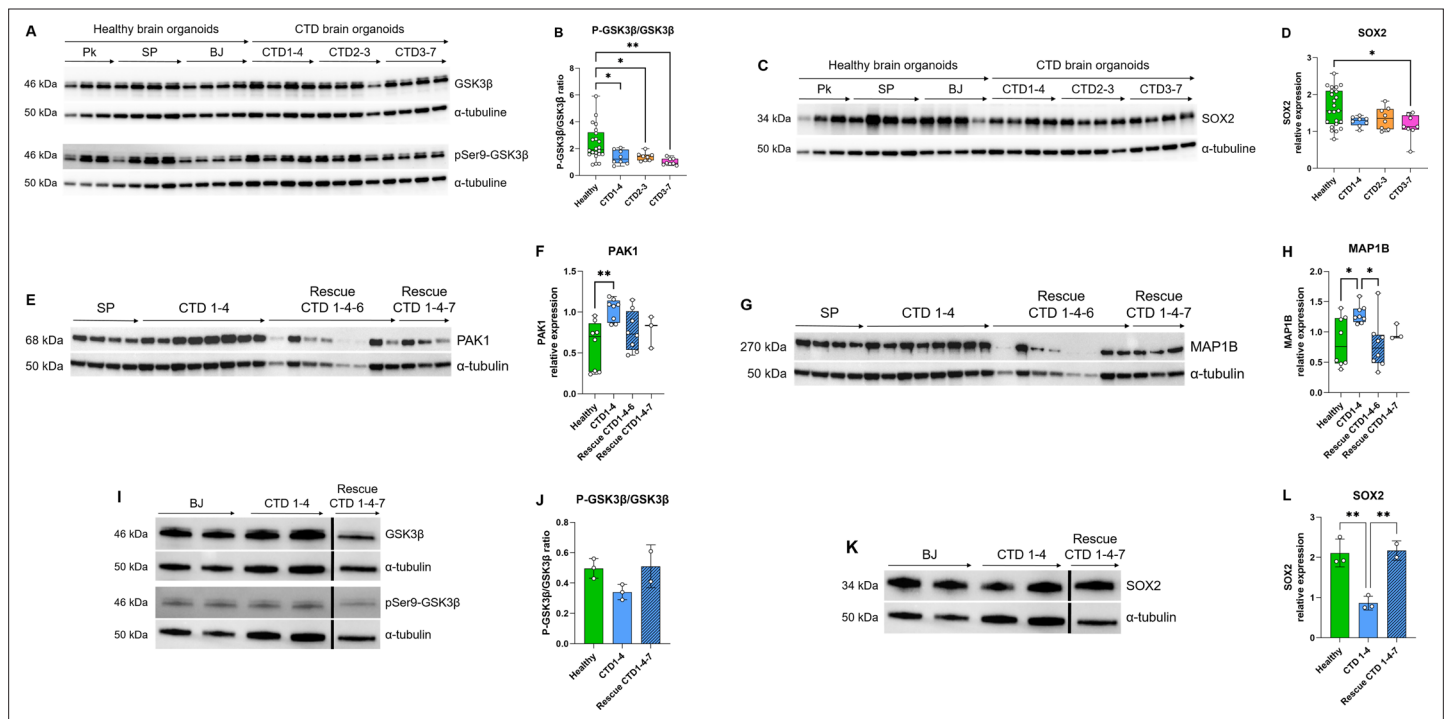 A
Healthy brain organoids
CTD brain organoids
Pk
SP
BJ
CTD1-4
CTD2-3
CTD3-7
46 kDa
GSK3β
50 kDa
α-tubuline
46 kDa
pSer9-GSK3β
50 kDa
α-tubuline
B
P-GSK3β/GSK3β
**
*
*
P-GSK3β/GSK3β ratio
8
6
4
2
0
Healthy
CTD1-4
CTD2-3
CTD3-7
C
Healthy brain organoids
CTD brain organoids
Pk
SP
BJ
CTD1-4
CTD2-3
CTD3-7
34 kDa
SOX2
50 kDa
α-tubuline
D
SOX2
*
SOX2
relative expression
3
2
1
0
Healthy
CTD1-4
CTD2-3
CTD3-7
E
SP
CTD 1-4
Rescue
CTD 1-4-6
Rescue
CTD 1-4-7
68 kDa
PAK1
50 kDa
α-tubulin
F
PAK1
**
PAK1
relative expression
1.5
1.0
0.5
0.0
Healthy
CTD1-4
Rescue CTD1-4-6
Rescue CTD1-4-7
G
SP
CTD 1-4
Rescue
CTD 1-4-6
Rescue
CTD 1-4-7
270 kDa
MAP1B
50 kDa
α-tubulin
H
MAP1B
*
*
MAP1B
relative expression
2.0
1.5
1.0
0.5
0.0
Healthy
CTD1-4
Rescue CTD1-4-6
Rescue CTD1-4-7
I
BJ
CTD 1-4
Rescue
CTD 1-4-7
46 kDa
GSK3β
50 kDa
α-tubulin
46 kDa
pSer9-GSK3β
50 kDa
α-tubulin
J
P-GSK3β/GSK3β
P-GSK3β/GSK3β ratio
0.8
0.6
0.4
0.2
0.0
Healthy
CTD1-4
Rescue CTD1-4-7
K
BJ
CTD 1-4
Rescue
CTD 1-4-7
34 kDa
SOX2
50 kDa
α-tubulin
L
SOX2
**
**
SOX2
relative expression
3
2
1
0
Healthy
CTD 1-4
Rescue CTD 1-4-7